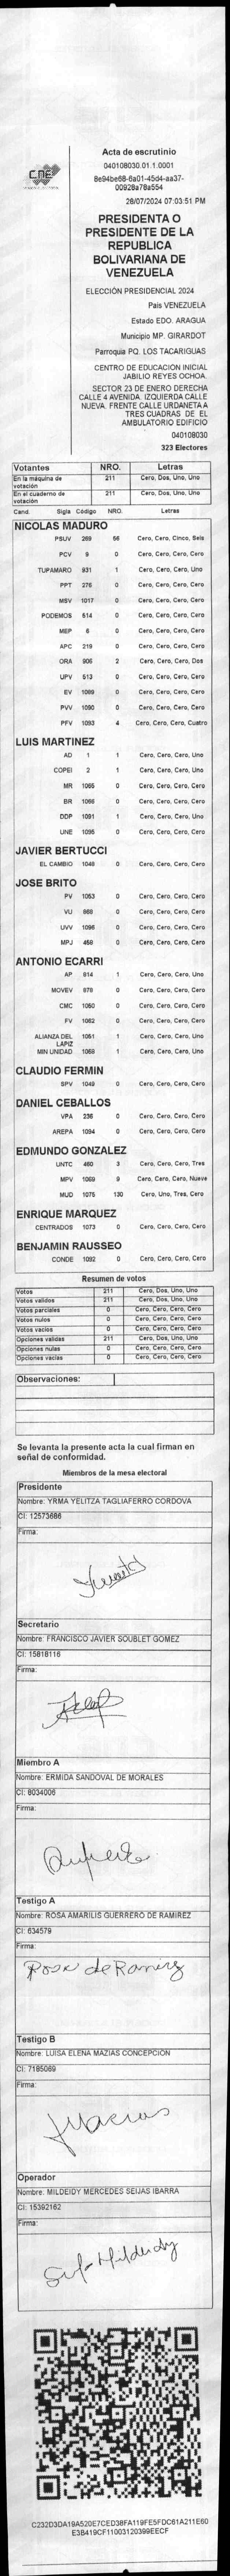 Acta de escrutinio
040108030.01.1.0001
8e94be68-6a01-45d4-aa37-
00928a78a554
28/07/2024 07:03:51 PM
PRESIDENTA O
PRESIDENTE DE LA
REPUBLICA
BOLIVARIANA DE
VENEZUELA
ELECCIÓN PRESIDENCIAL 2024
País VENEZUELA
Estado EDO. ARAGUA
Municipio MP. GIRARDOT
Parroquia PQ. LOS TACARIGUAS
CENTRO DE EDUCACION INICIAL
JABILIO REYES OCHOA.
SECTOR 23 DE ENERO DERECHA
CALLE 4 AVENIDA. IZQUIERDA CALLE
NUEVA. FRENTE CALLE URDANETA A
TRES CUADRAS DE EL
AMBULATORIO EDIFICIO
040108030
323 Electores
CNE
Votantes NRO. Letras
En la máquina de votación 211 Cero, Dos, Uno, Uno
En el cuaderno de votación 211 Cero, Dos, Uno, Uno
Cand. Sigla Código NRO. Letras
NICOLAS MADURO
PSUV 269 56 Cero, Cero, Cinco, Seis
PCV 9 0 Cero, Cero, Cero, Cero
TUPAMARO 931 1 Cero, Cero, Cero, Uno
PPT 276 0 Cero, Cero, Cero, Cero
MSV 1017 0 Cero, Cero, Cero, Cero
PODEMOS 514 0 Cero, Cero, Cero, Cero
MEP 6 0 Cero, Cero, Cero, Cero
APC 219 0 Cero, Cero, Cero, Cero
ORA 906 2 Cero, Cero, Cero, Dos
UPV 513 0 Cero, Cero, Cero, Cero
EV 1089 0 Cero, Cero, Cero, Cero
PVV 1090 0 Cero, Cero, Cero, Cero
PFV 1093 4 Cero, Cero, Cero, Cuatro
LUIS MARTINEZ
AD 1 1 Cero, Cero, Cero, Uno
COPEI 2 1 Cero, Cero, Cero, Uno
MR 1065 0 Cero, Cero, Cero, Cero
BR 1066 0 Cero, Cero, Cero, Cero
DDP 1091 1 Cero, Cero, Cero, Uno
UNE 1095 0 Cero, Cero, Cero, Cero
JAVIER BERTUCCI
EL CAMBIO 1048 0 Cero, Cero, Cero, Cero
JOSE BRITO
PV 1053 0 Cero, Cero, Cero, Cero
VU 868 0 Cero, Cero, Cero, Cero
UVV 1096 0 Cero, Cero, Cero, Cero
MPJ 458 0 Cero, Cero, Cero, Cero
ANTONIO ECARRI
AP 814 1 Cero, Cero, Cero, Uno
MOVEV 878 0 Cero, Cero, Cero, Cero
CMC 1050 0 Cero, Cero, Cero, Cero
FV 1062 0 Cero, Cero, Cero, Cero
ALIANZA DEL LAPIZ 1051 1 Cero, Cero, Cero, Uno
MIN UNIDAD 1068 1 Cero, Cero, Cero, Uno
CLAUDIO FERMIN
SPV 1049 0 Cero, Cero, Cero, Cero
DANIEL CEBALLOS
VPA 236 0 Cero, Cero, Cero, Cero
AREPA 1094 0 Cero, Cero, Cero, Cero
EDMUNDO GONZALEZ
UNTC 460 3 Cero, Cero, Cero, Tres
MPV 1069 9 Cero, Cero, Cero, Nueve
MUD 1076 130 Cero, Uno, Tres, Cero
ENRIQUE MARQUEZ
CENTRADOS 1073 0 Cero, Cero, Cero, Cero
BENJAMIN RAUSSEO
CONDE 1092 0 Cero, Cero, Cero, Cero
Resumen de votos
Votos 211 Cero, Dos, Uno, Uno
Votos validos 211 Cero, Dos, Uno, Uno
Votos parciales 0 Cero, Cero, Cero, Cero
Votos nulos 0 Cero, Cero, Cero, Cero
Votos vacios 0 Cero, Cero, Cero, Cero
Opciones validas 211 Cero, Dos, Uno, Uno
Opciones nulas 0 Cero, Cero, Cero, Cero
Opciones vacias 0 Cero, Cero, Cero, Cero
Observaciones:
Se levanta la presente acta la cual firman en
señal de conformidad.
Miembros de la mesa electoral
Presidente
Nombre: YRMA YELITZA TAGLIAFERRO CORDOVA
CI: 12573686
Firma:
Secretario
Nombre: FRANCISCO JAVIER SOUBLET GOMEZ
CI: 15818116
Firma:
Miembro A
Nombre: ERMIDA SANDOVAL DE MORALES
CI: 8034006
Firma:
Testigo A
Nombre: ROSA AMARILIS GUERRERO DE RAMIREZ
CI: 634579
Firma:
Rosa de Ramirez
Testigo B
Nombre: LUISA ELENA MAZIAS CONCEPCION
CI: 7185069
Firma:
Operador
Nombre: MILDEIDY MERCEDES SEIJAS IBARRA
CI: 15392162
Firma:
C232D3DA19A520E7CED38FA119FE5FDC61A211E60
E3B419CF11003120399EECF